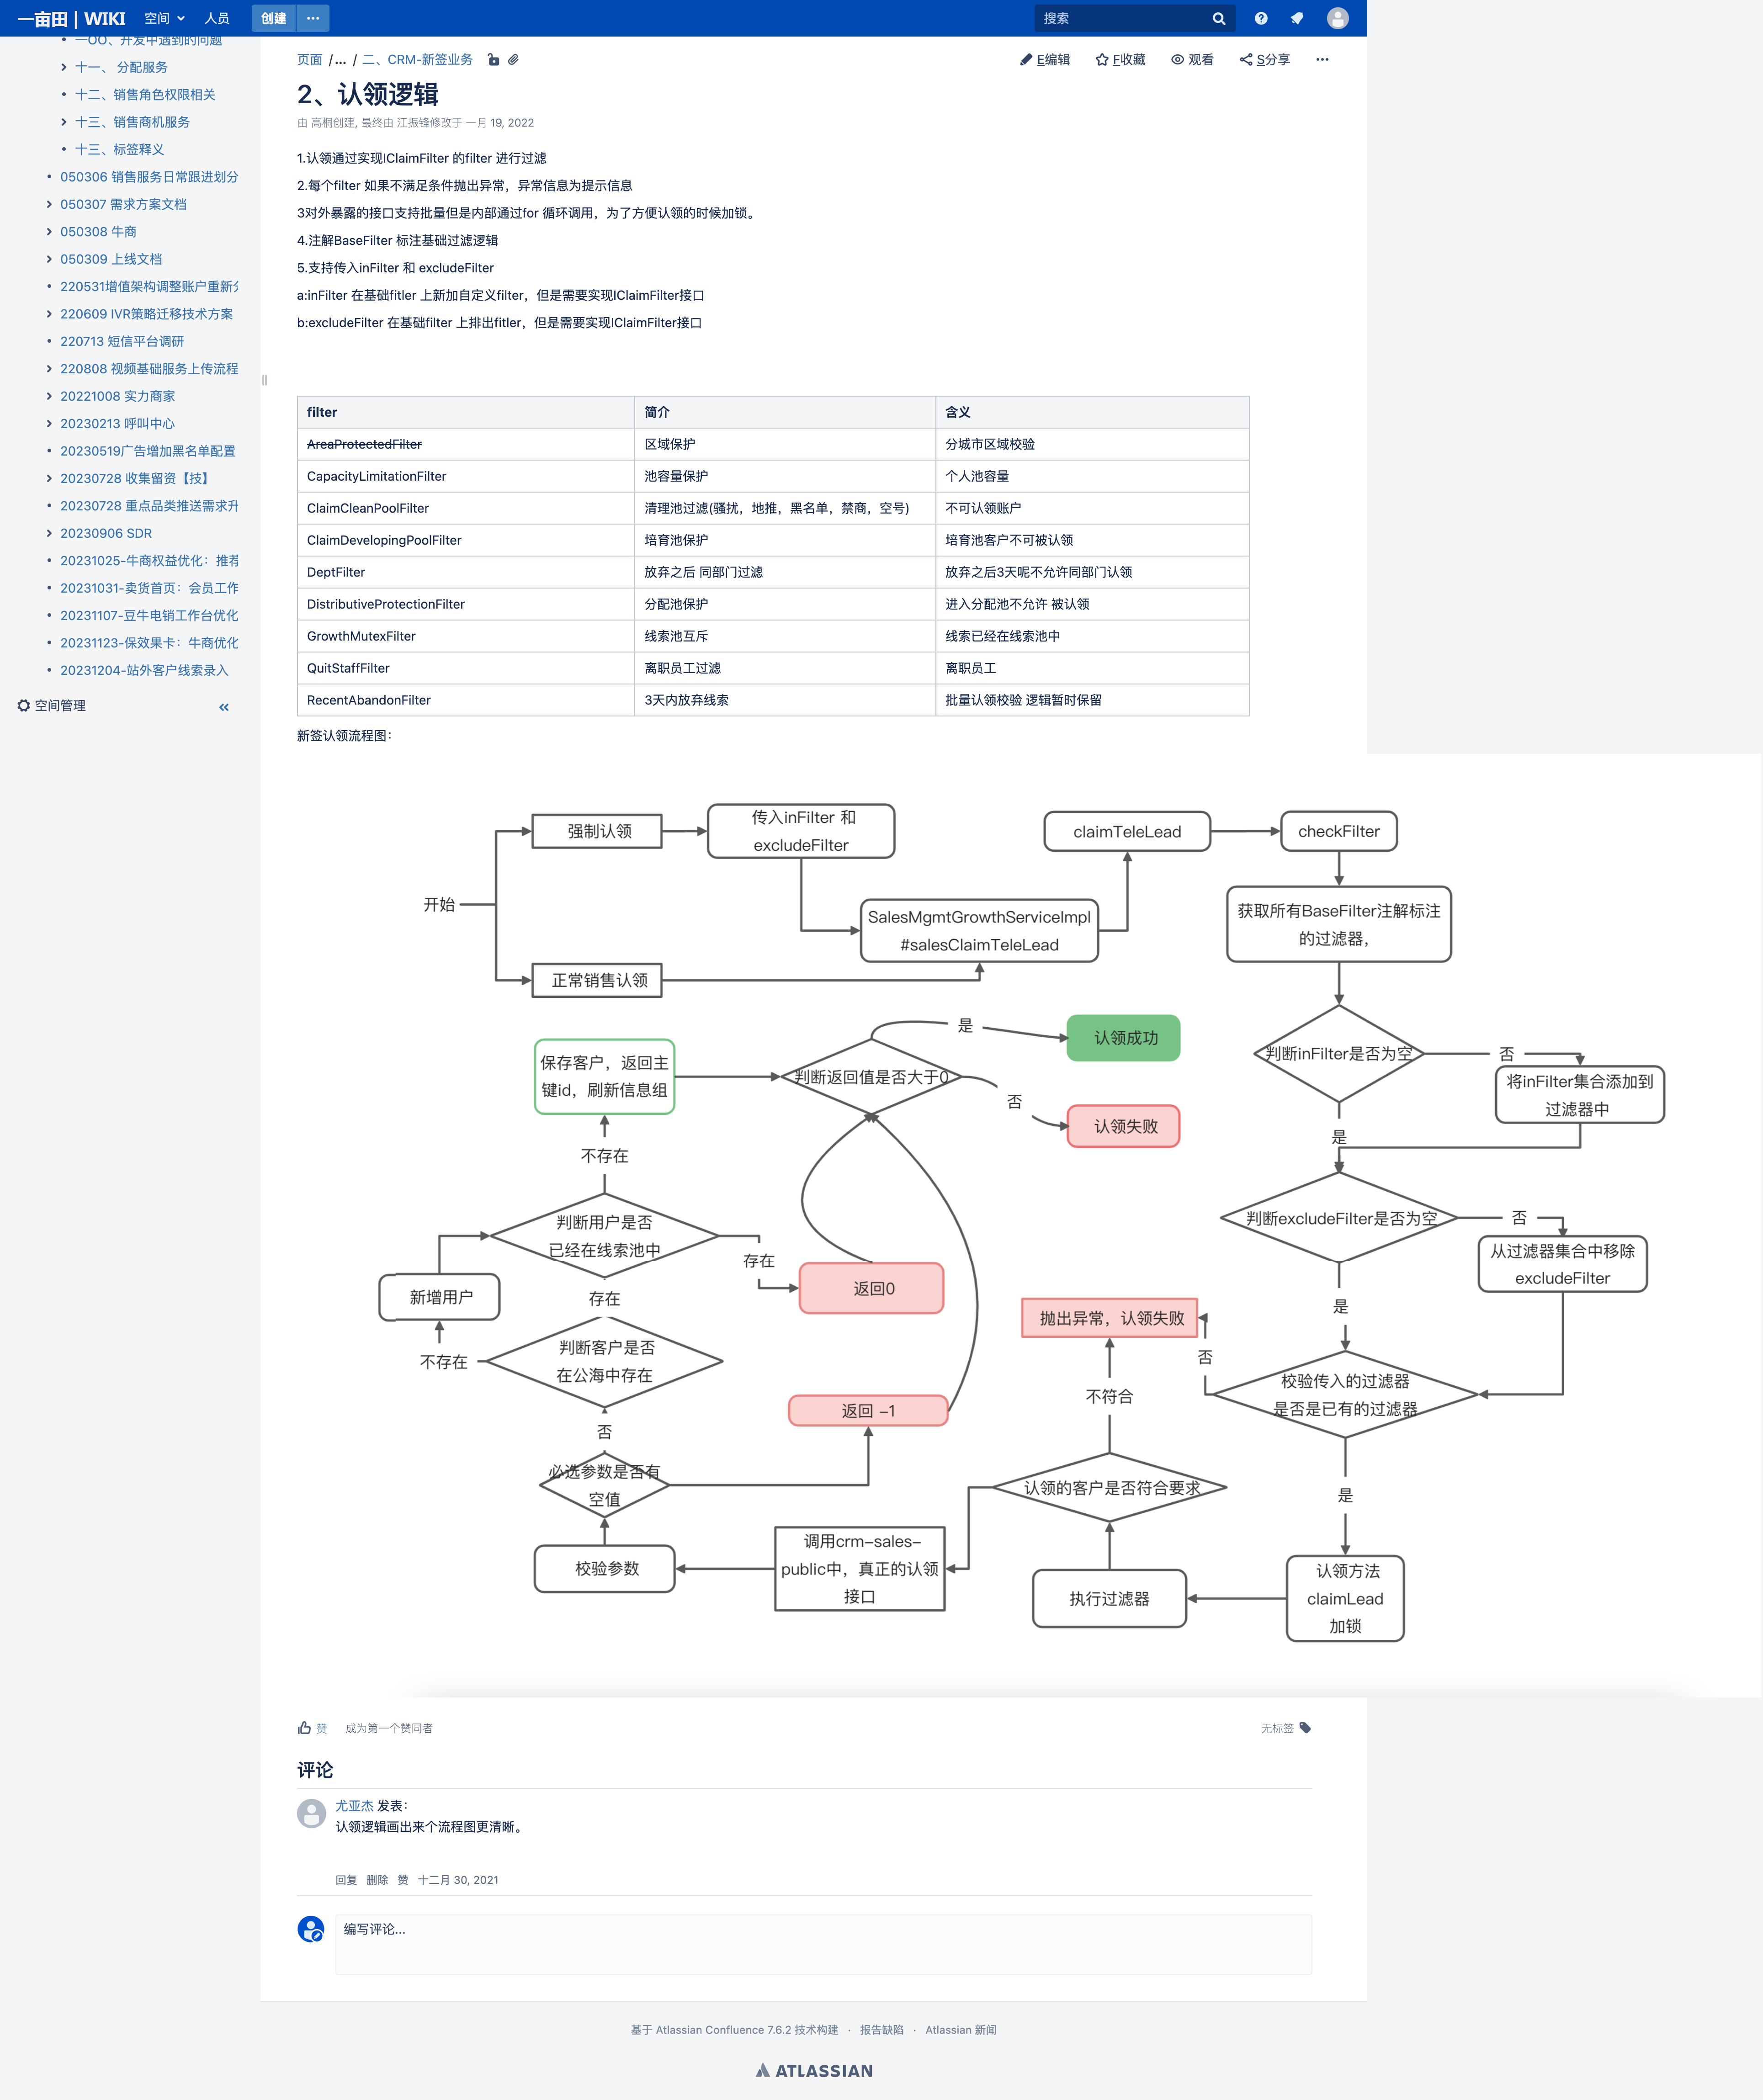 一亩田 | WIKI 空间 人员 创建 ··· 搜索
一OO、开发中遇到的问题
十一、 分配服务
十二、销售角色权限相关
十三、销售商机服务
十三、标签释义
050306 销售服务日常跟进划分
050307 需求方案文档
050308 牛商
050309 上线文档
220531增值架构调整账户重新分
220609 IVR策略迁移技术方案
220713 短信平台调研
220808 视频基础服务上传流程
20221008 实力商家
20230213 呼叫中心
20230519广告增加黑名单配置
20230728 收集留资【技】
20230728 重点品类推送需求升
20230906 SDR
20231025-牛商权益优化：推荐
20231031-卖货首页：会员工作
20231107-豆牛电销工作台优化
20231123-保效果卡：牛商优化
20231204-站外客户线索录入
空间管理
页面 /... / 二、CRM-新签业务
E编辑 F收藏 观看 S分享 ···
2、认领逻辑
由 高桐创建, 最终由 江振锋修改于 一月 19, 2022
1.认领通过实现IClaimFilter 的filter 进行过滤
2.每个filter 如果不满足条件抛出异常，异常信息为提示信息
3对外暴露的接口支持批量但是内部通过for 循环调用，为了方便认领的时候加锁。
4.注解BaseFilter 标注基础过滤逻辑
5.支持传入inFilter 和 excludeFilter
a:inFilter 在基础fitler 上新加自定义filter，但是需要实现IClaimFilter接口
b:excludeFilter 在基础filter 上排出fitler，但是需要实现IClaimFilter接口
filter 简介 含义
AreaProtectedFilter 区域保护 分城市区域校验
CapacityLimitationFilter 池容量保护 个人池容量
ClaimCleanPoolFilter 清理池过滤(骚扰，地推，黑名单，禁商，空号) 不可认领账户
ClaimDevelopingPoolFilter 培育池保护 培育池客户不可被认领
DeptFilter 放弃之后 同部门过滤 放弃之后3天呢不允许同部门认领
DistributiveProtectionFilter 分配池保护 进入分配池不允许 被认领
GrowthMutexFilter 线索池互斥 线索已经在线索池中
QuitStaffFilter 离职员工过滤 离职员工
RecentAbandonFilter 3天内放弃线索 批量认领校验 逻辑暂时保留
新签认领流程图：
开始
强制认领
传入inFilter 和
excludeFilter
正常销售认领
SalesMgmtGrowthServiceImpl
#salesClaimTeleLead
claimTeleLead
checkFilter
获取所有BaseFilter注解标注
的过滤器，
判断inFilter是否为空
否
将inFilter集合添加到
过滤器中
是
判断excludeFilter是否为空
否
从过滤器集合中移除
excludeFilter
是
校验传入的过滤器
是否是已有的过滤器
否
抛出异常，认领失败
是
认领方法
claimLead
加锁
执行过滤器
认领的客户是否符合要求
不符合
调用crm-sales-
public中，真正的认领
接口
校验参数
必选参数是否有
空值
否
返回 -1
判断客户是否
在公海中存在
不存在
新增用户
存在
判断用户是否
已经在线索池中
存在
返回0
不存在
保存客户，返回主
键id，刷新信息组
判断返回值是否大于0
是
认领成功
否
认领失败
赞 成为第一个赞同者 无标签
评论
尤亚杰 发表：
认领逻辑画出来个流程图更清晰。
回复 删除 赞 十二月 30, 2021
编写评论...
基于 Atlassian Confluence 7.6.2 技术构建 · 报告缺陷 · Atlassian 新闻
ATLASSIAN